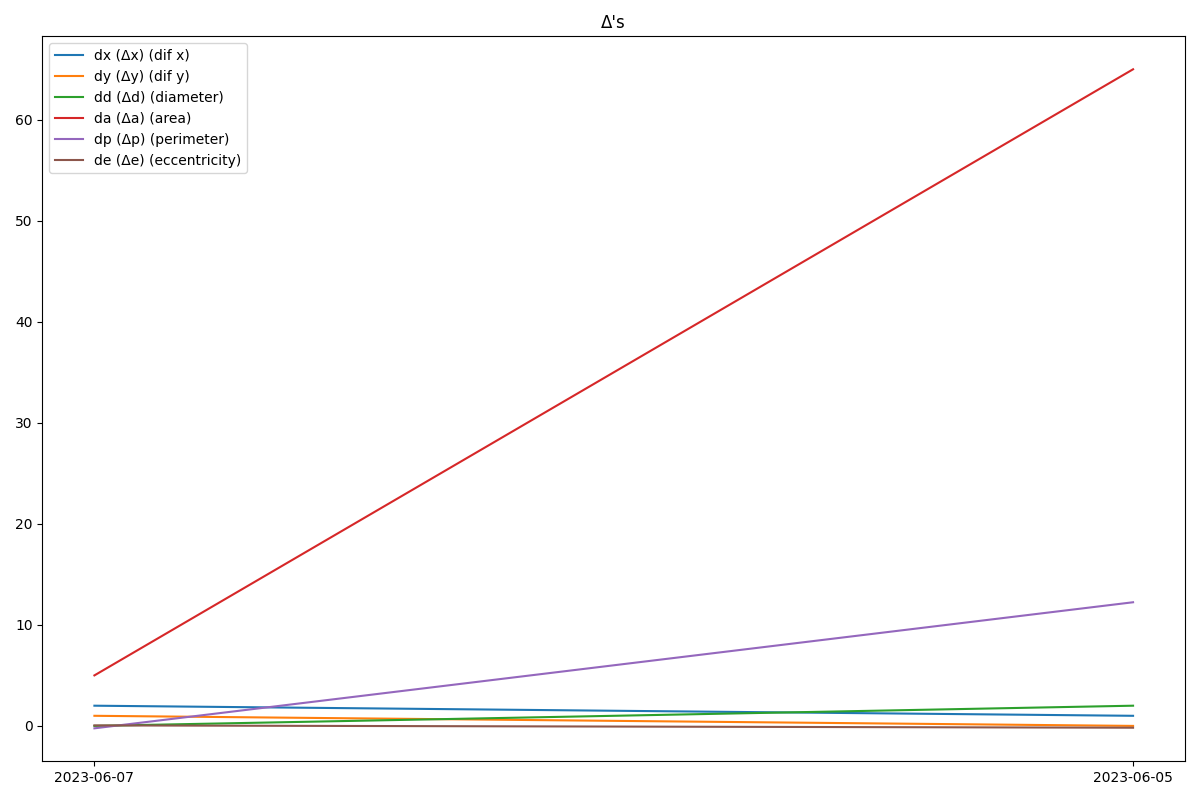 Δ's
dx (Δx) (dif x)
dy (Δy) (dif y)
dd (Δd) (diameter)
da (Δa) (area)
dp (Δp) (perimeter)
de (Δe) (eccentricity)
60
50
40
30
20
10
0
2023-06-07 2023-06-05